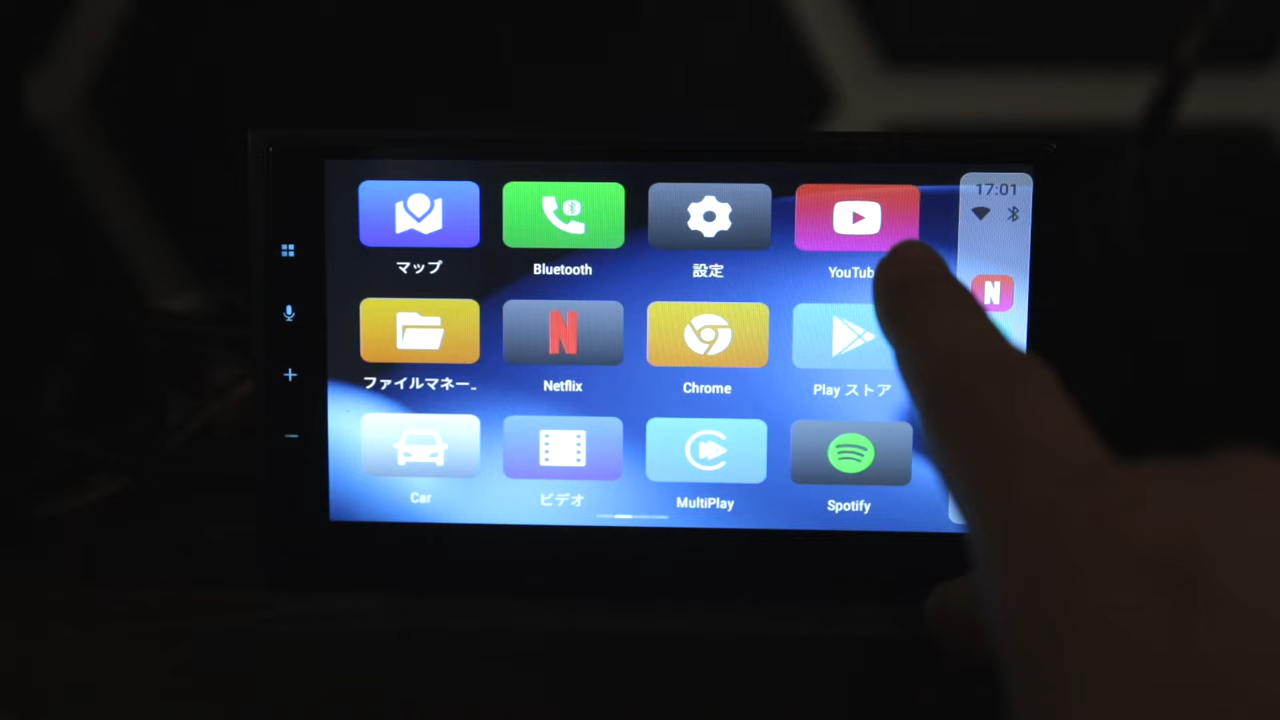 17:01
マップ
Bluetooth
設定
YouTub
N
ファイルマネー...
N
Netflix
Chrome
Play ストア
Car
ビデオ
MultiPlay
Spotify